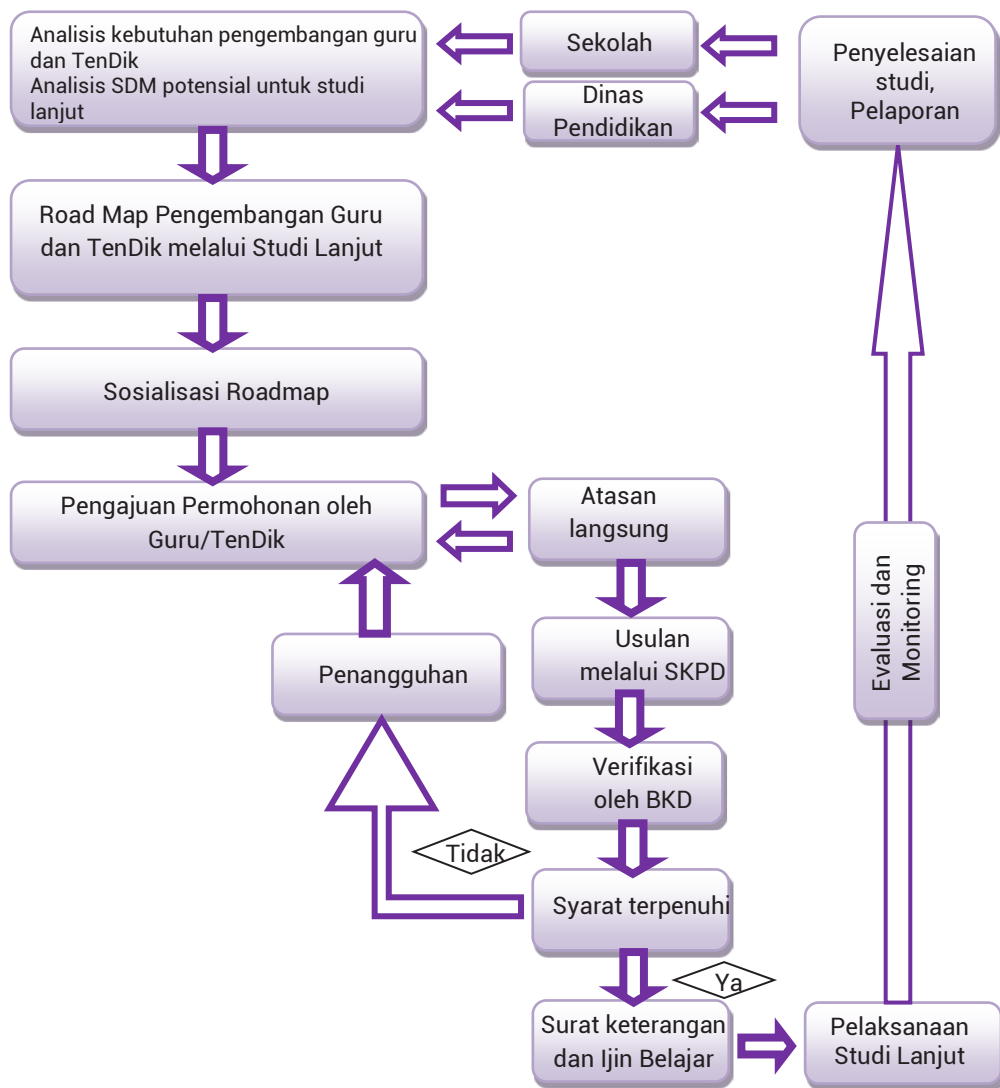 Analisis kebutuhan pengembangan guru
dan TenDik
Analisis SDM potensial untuk studi
lanjut
Sekolah
Dinas
Pendidikan
Penyelesaian
studi,
Pelaporan
Road Map Pengembangan Guru
dan TenDik melalui Studi Lanjut
Sosialisasi Roadmap
Pengajuan Permohonan oleh
Guru/TenDik
Atasan
langsung
Usulan
melalui SKPD
Penangguhan
Evaluasi dan
Monitoring
Verifikasi
oleh BKD
Tidak
Syarat terpenuhi
Ya
Surat keterangan
dan Ijin Belajar
Pelaksanaan
Studi Lanjut